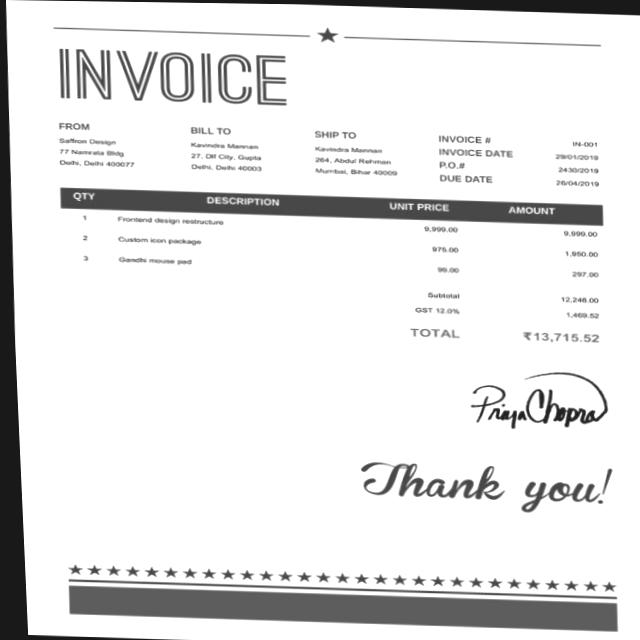 INVOICE
FROM
Saffron Design
77 Namrata Bldg
Delhi, Delhi 400077
BILL TO
Kavindra Mannan
27, Dlf City, Gupta
Delhi, Delhi 40003
SHIP TO
Kavindra Mannan
264, Abdul Rehman
Mumbai, Bihar 40009
INVOICE # IN-001
INVOICE DATE 29/01/2019
P.O.# 2430/2019
DUE DATE 26/04/2019
QTY DESCRIPTION UNIT PRICE AMOUNT
1 Frontend design restructure 9,999.00 9,999.00
2 Custom icon package 975.00 1,950.00
3 Gandhi mouse pad 99.00 297.00
Subtotal 12,246.00
GST 12.0% 1,469.52
TOTAL ₹13,715.52
Priya Chopra
Thank you!